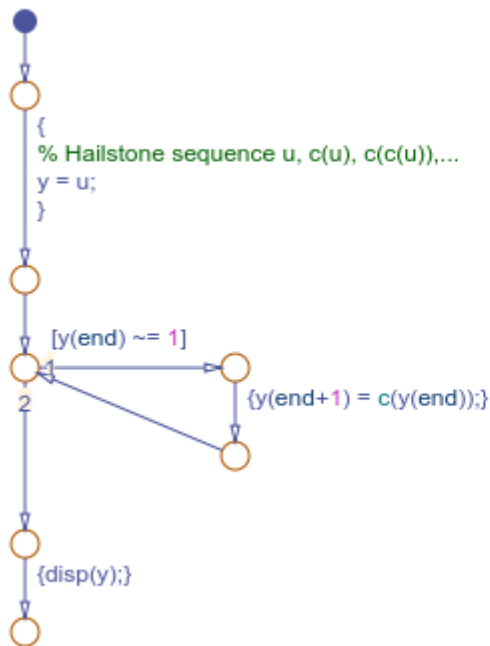 {
% Hailstone sequence u, c(u), c(c(u)),...
y = u;
}
[y(end) ~= 1]
1
{y(end+1) = c(y(end));}
2
{disp(y);}